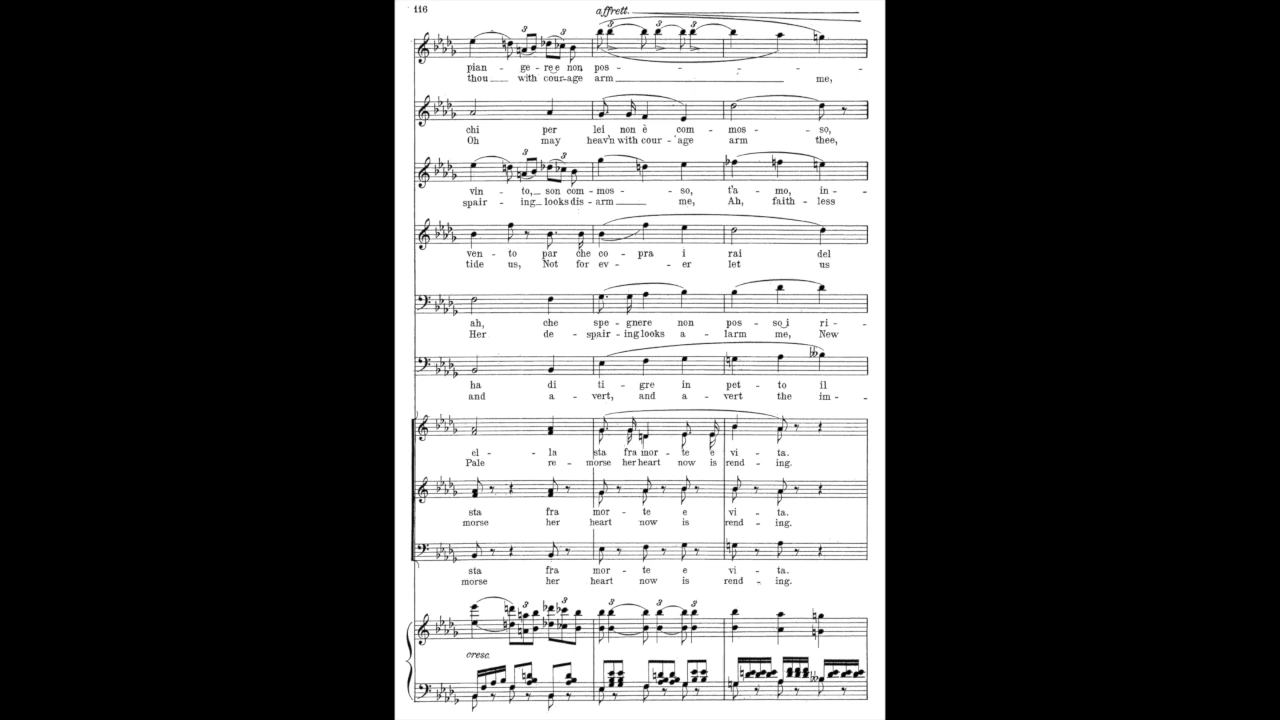 116
affrett.
pian - ge - re e non pos -
thou with cour-age arm me,
chi per lei non è com - mos - so,
Oh may heav'n with cour - age arm thee,
vin - to, son com - mos - so, t'a - mo, in -
spair - ing looks dis - arm me, Ah, faith - less
ven - to par che co - pra i rai del
tide us, Not for ev - er let us
ah, che spe - gnere non pos - so i ri -
Her de - spair - ing looks a - larm me, New
ha di ti - gre in pet - to il
and a - vert, and a - vert the im -
el - la sta fra mor - te e vi - ta.
Pale re - morse her heart now is rend - ing.
sta fra mor - te e vi - ta.
morse her heart now is rend - ing.
sta fra mor - te e vi - ta.
morse her heart now is rend - ing.
cresc.